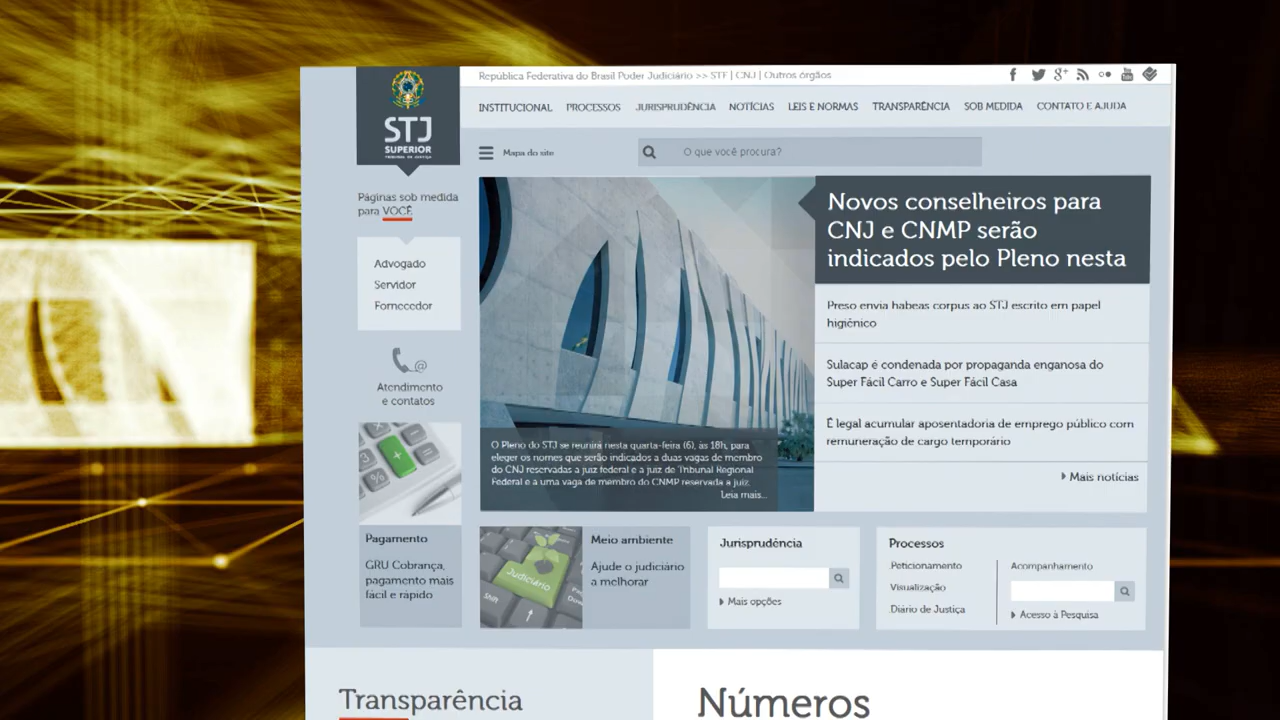 República Federativa do Brasil Poder Judiciário >> STF | CNJ | Outros órgãos
STJ
SUPERIOR
TRIBUNAL DE JUSTIÇA
INSTITUCIONAL PROCESSOS JURISPRUDÊNCIA NOTÍCIAS LEIS E NORMAS TRANSPARÊNCIA SOB MEDIDA CONTATO E AJUDA
Mapa do site
O que você procura?
Páginas sob medida
para VOCÊ
Advogado
Servidor
Fornecedor
Atendimento
e contatos
Novos conselheiros para
CNJ e CNMP serão
indicados pelo Pleno nesta
Preso envia habeas corpus ao STJ escrito em papel
higiênico
Sulacap é condenada por propaganda enganosa do
Super Fácil Carro e Super Fácil Casa
É legal acumular aposentadoria de emprego público com
remuneração de cargo temporário
Mais notícias
O Pleno do STJ se reunirá nesta quarta-feira (6), às 18h, para
eleger os nomes que serão indicados a duas vagas de membro
do CNJ reservadas a juiz federal e a juiz de Tribunal Regional
Federal e a uma vaga de membro do CNMP reservada a juiz.
Leia mais...
Pagamento
GRU Cobrança,
pagamento mais
fácil e rápido
Judiciário
Shift
Meio ambiente
Ajude o judiciário
a melhorar
Jurisprudência
Mais opções
Processos
Peticionamento
Visualização
Diário de Justiça
Acompanhamento
Acesso à Pesquisa
Transparência
Números